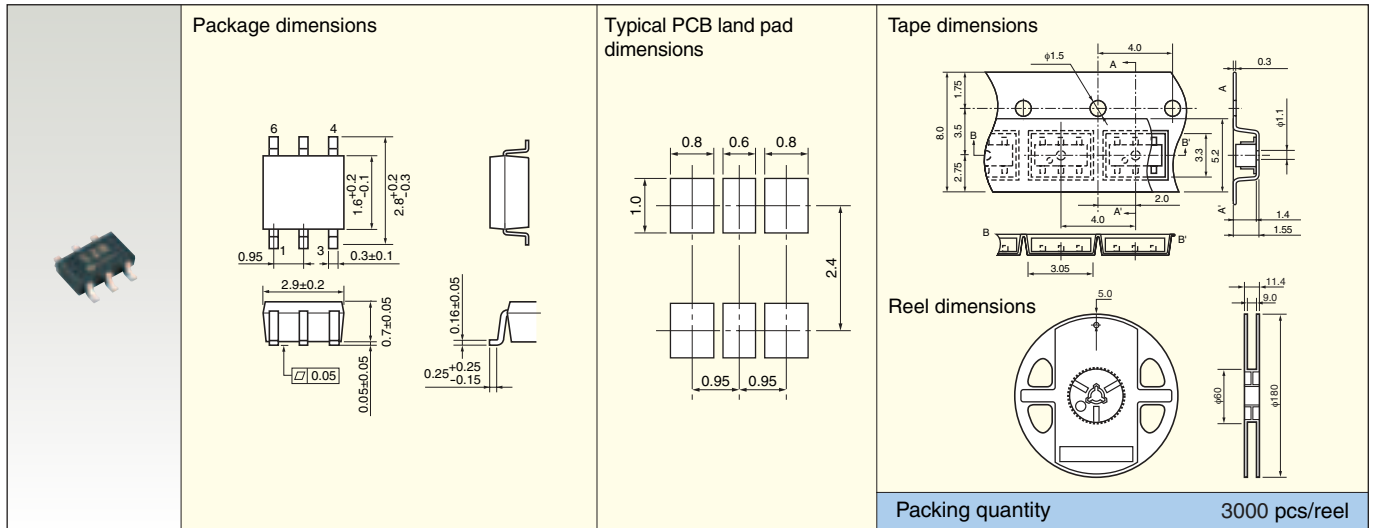 Package dimensions
6 4
1.6+0.2-0.1
2.8+0.2-0.3
1 3
0.95
0.3±0.1
2.9±0.2
0.7±0.05
0.05±0.05
⏥ 0.05
0.16±0.05
0.25+0.25-0.15
Typical PCB land pad
dimensions
0.8 0.6 0.8
1.0
2.4
0.95 0.95
Tape dimensions
4.0
φ1.5
A
0.3
A
1.75
8.0
3.5
2.75
B
B'
3.3
5.2
φ1.1
2.0
A'
4.0
A'
1.4
1.55
B
B'
3.05
Reel dimensions
5.0
11.4
9.0
φ60
φ180
Packing quantity 3000 pcs/reel